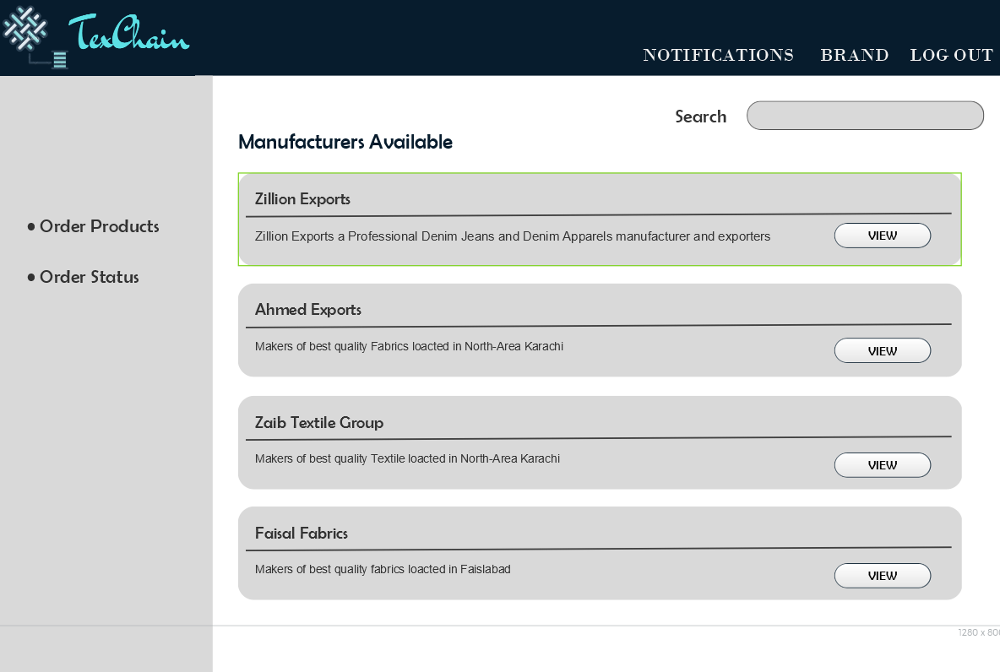 TexChain
NOTIFICATIONS BRAND LOG OUT
Search
Manufacturers Available
Zillion Exports
Zillion Exports a Professional Denim Jeans and Denim Apparels manufacturer and exporters
VIEW
• Order Products
• Order Status
Ahmed Exports
Makers of best quality Fabrics loacted in North-Area Karachi
VIEW
Zaib Textile Group
Makers of best quality Textile loacted in North-Area Karachi
VIEW
Faisal Fabrics
Makers of best quality fabrics loacted in Faislabad
VIEW
1280 x 800